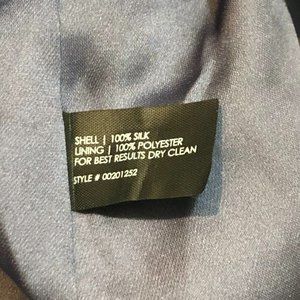 SHELL | 100% SILK
LINING | 100% POLYESTER
FOR BEST RESULTS DRY CLEAN
STYLE # 00201252